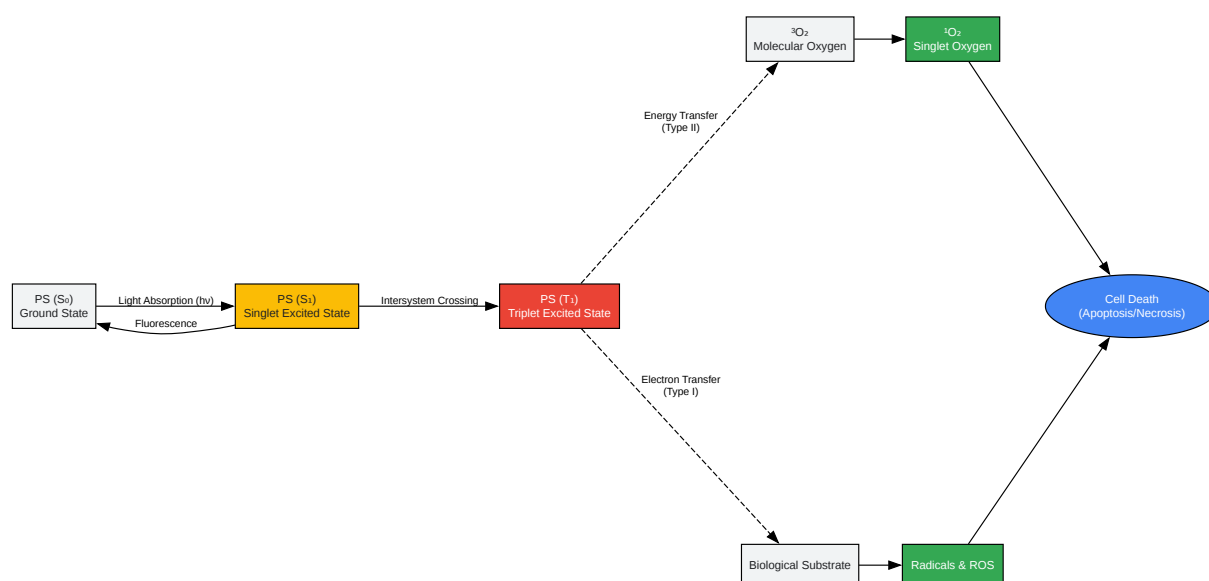 ³O₂
Molecular Oxygen
¹O₂
Singlet Oxygen
Energy Transfer
(Type II)
PS (S₀)
Ground State
Light Absorption (hν)
Fluorescence
PS (S₁)
Singlet Excited State
Intersystem Crossing
PS (T₁)
Triplet Excited State
Cell Death
(Apoptosis/Necrosis)
Electron Transfer
(Type I)
Biological Substrate
Radicals & ROS